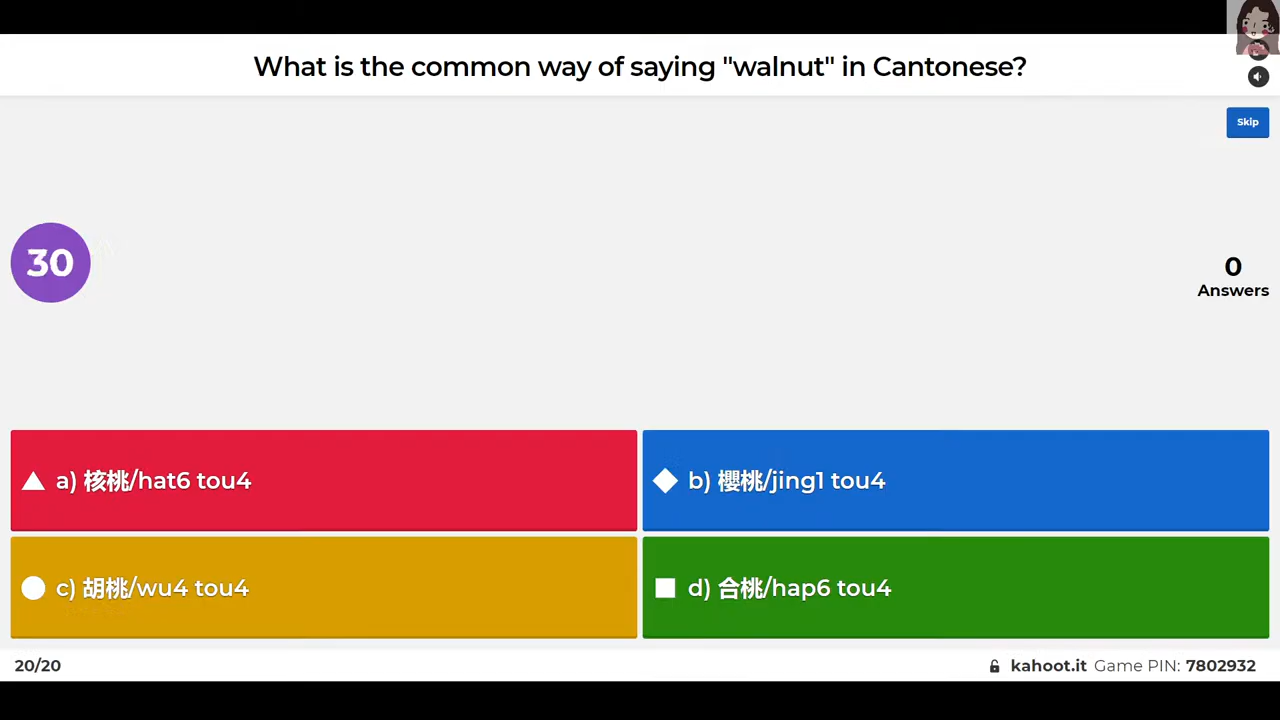 What is the common way of saying "walnut" in Cantonese?
Skip
30
0
Answers
a) 核桃/hat6 tou4
b) 櫻桃/jing1 tou4
c) 胡桃/wu4 tou4
d) 合桃/hap6 tou4
20/20
kahoot.it Game PIN: 7802932